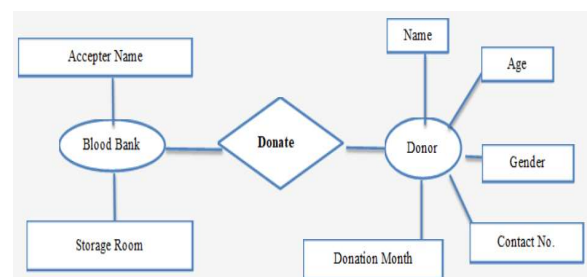 Name
Accepter Name
Age
Blood Bank
Donate
Donor
Gender
Storage Room
Contact No.
Donation Month